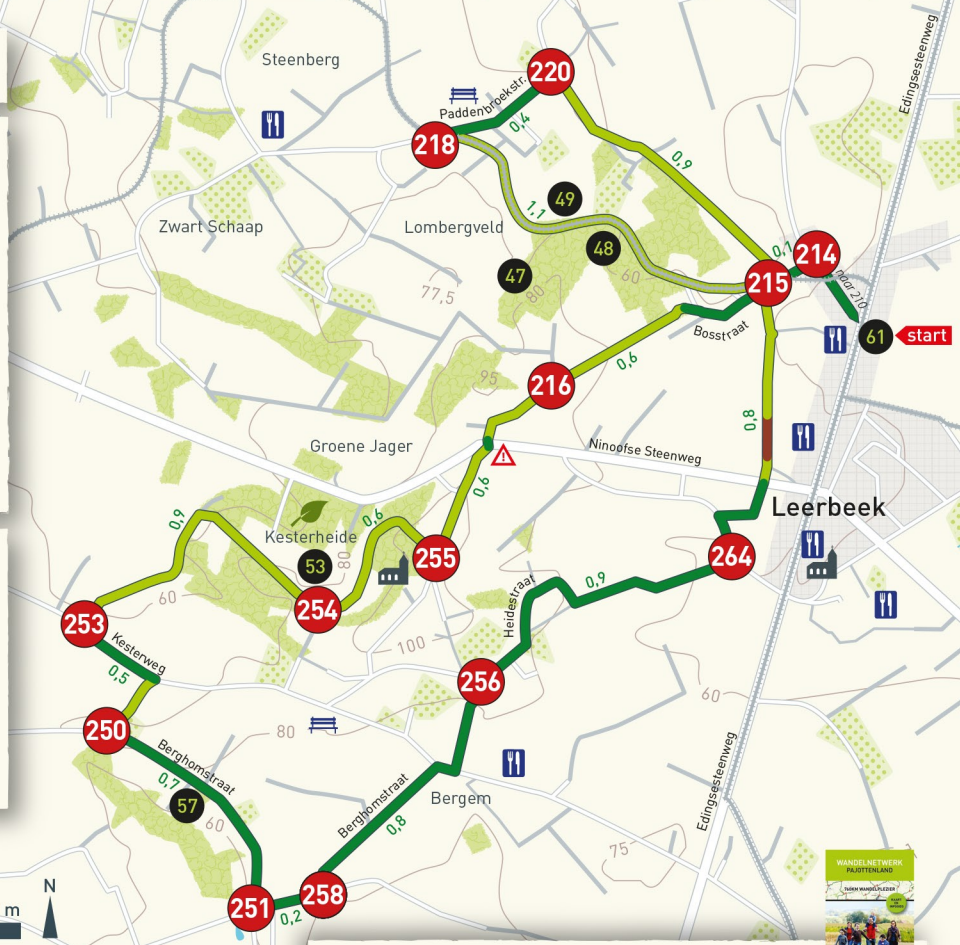 Edingsesteenweg
Steenberg
220
Paddenbroekstr.
0,4
218
0,9
49
1,1
Zwart Schaap
Lombergveld
48
47
80
60
77,5
0,1
214
215
naar 210
Bosstraat
61
start
0,6
95
216
0,8
Groene Jager
Ninoofse Steenweg
0,6
Leerbeek
0,9
0,6
Kesterheide
53
80
255
264
60
254
Heidestraat
0,9
253
100
Kesterweg
0,5
256
60
250
80
Berghomstraat
0,7
57
60
Berghomstraat
0,8
Bergem
Edingsesteenweg
75
WANDELNETWERK
PAJOTTENLAND
N
m
251
0,2
258